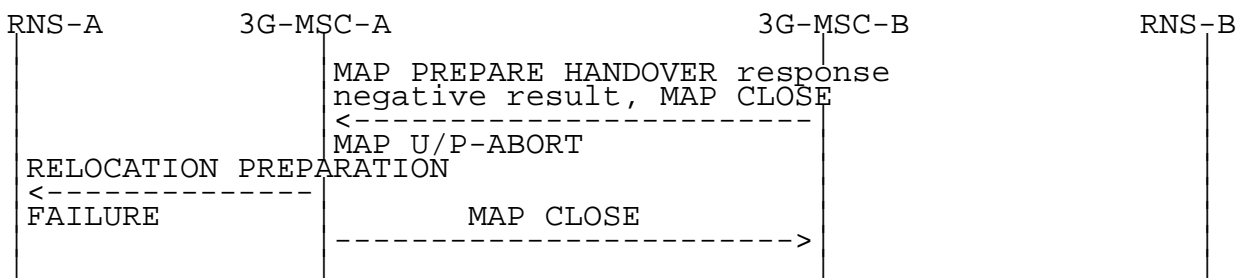 RNS-A 3G-MSC-A 3G-MSC-B RNS-B
MAP PREPARE HANDOVER response
negative result, MAP CLOSE
<-------------------------
MAP U/P-ABORT
RELOCATION PREPARATION
<---------------
FAILURE MAP CLOSE
------------------------>